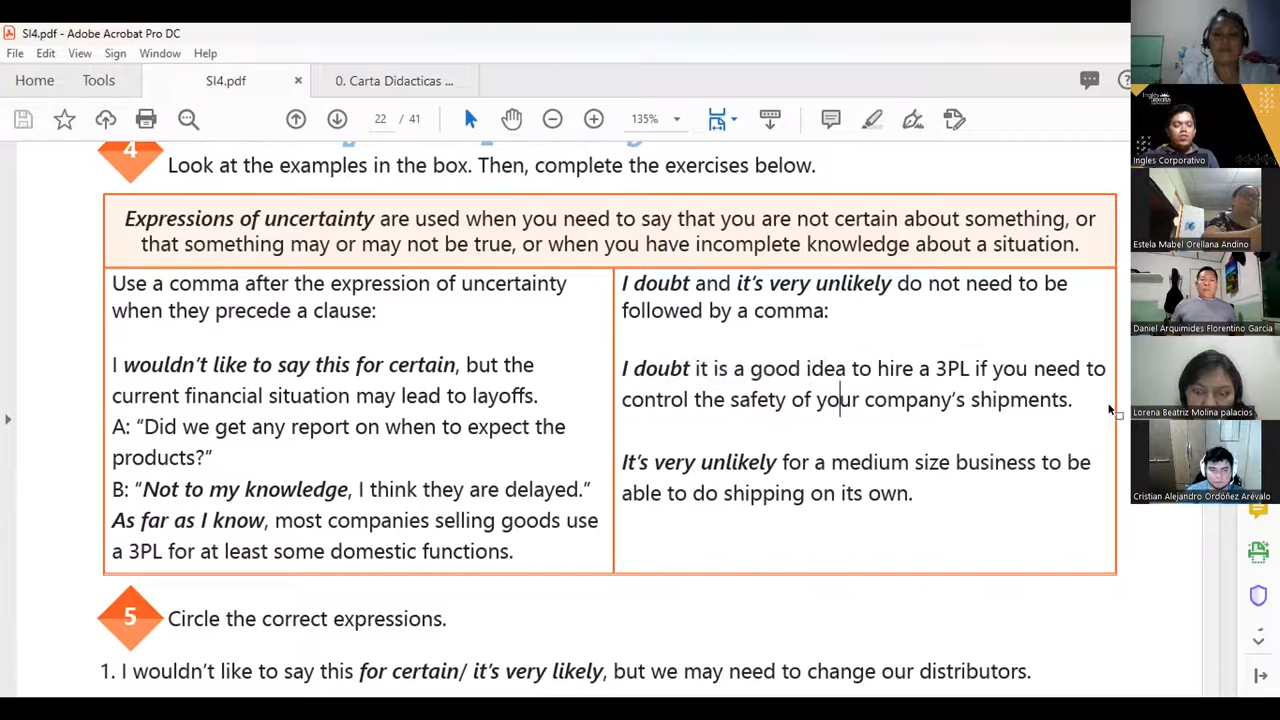 SI4.pdf - Adobe Acrobat Pro DC
File Edit View Sign Window Help
Home Tools SI4.pdf × 0. Carta Didacticas ...
22 / 41 135%
4 Look at the examples in the box. Then, complete the exercises below.
Expressions of uncertainty are used when you need to say that you are not certain about something, or
that something may or may not be true, or when you have incomplete knowledge about a situation.
Use a comma after the expression of uncertainty
when they precede a clause:
I wouldn't like to say this for certain, but the
current financial situation may lead to layoffs.
A: “Did we get any report on when to expect the
products?”
B: “Not to my knowledge, I think they are delayed.”
As far as I know, most companies selling goods use
a 3PL for at least some domestic functions.
I doubt and it's very unlikely do not need to be
followed by a comma:
I doubt it is a good idea to hire a 3PL if you need to
control the safety of your company's shipments.
It's very unlikely for a medium size business to be
able to do shipping on its own.
5 Circle the correct expressions.
1. I wouldn't like to say this for certain/ it's very likely, but we may need to change our distributors.
Ingles Corporativo
Estela Mabel Orellana Andino
Daniel Arquimides Florentino Garcia
Lorena Beatriz Molina palacios
Cristian Alejandro Ordóñez Arévalo